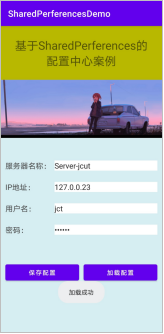 SharedPerferencesDemo
基于SharedPerferences的
配置中心案例
服务器名称: Server-jcut
IP地址: 127.0.0.23
用户名: jct
密码: ······
保存配置 加载配置
加载成功